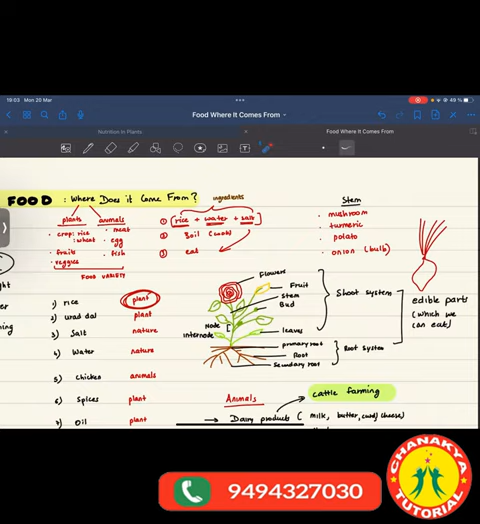 19:03 Mon 20 Mar
49 %
Food Where It Comes From
Nutrition In Plants
Food Where It Comes From
FOOD : Where Does it Come From?
plants animals
crop: rice
: wheat
fruits
veggies
meat
egg
fish
FOOD VARIETY
ingredients
① [rice + water + salt]
② Boil (cook)
③ eat
Stem
mushroom
turmeric
potato
onion (bulb)
1) rice plant
2) urad dal plant
3) Salt nature
4) Water nature
5) Chicken animals
6) Spices plant
7) Oil plant
Flowers
Fruit
Stem
Bud
Node
Internode
leaves
primary root
Root
Secondary root
Shoot system
Root system
edible parts
(which we
can eat)
Animals
cattle farming
→ Dairy products ( milk, butter, curd, cheese)
CHANAKYA
TUTORIAL
9494327030